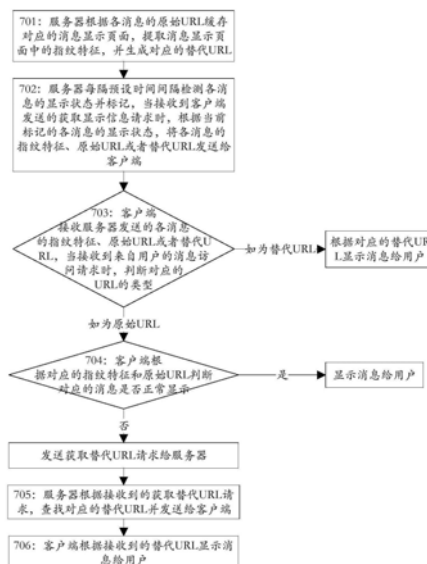 701：服务器根据各消息的原始URL缓存
对应的消息显示页面，提取消息显示页
面中的指纹特征，并生成对应的替代URL
702：服务器每隔预设时间间隔检测各消
息的显示状态并标记，当接收到客户端
发送的获取显示信息请求时，根据当前
标记的各消息的显示状态，将各消息的
指纹特征、原始URL或者替代URL发送给
客户端
703：客户端
接收服务器发送的各消息
的指纹特征、原始URL或者替代U
RL，当接收到来自用户的消息访
问请求时，判断对应的
URL的类型
如为替代URL
根据对应的替代UR
L显示消息给用户
如为原始URL
704：客户端根
据对应的指纹特征和原始URL判断
对应的消息是否正常显示
是
显示消息给用户
否
发送获取替代URL请求给服务器
705：服务器根据接收到的获取替代URL请
求，查找对应的替代URL并发送给客户端
706：客户端根据接收到的替代URL显示消
息给用户